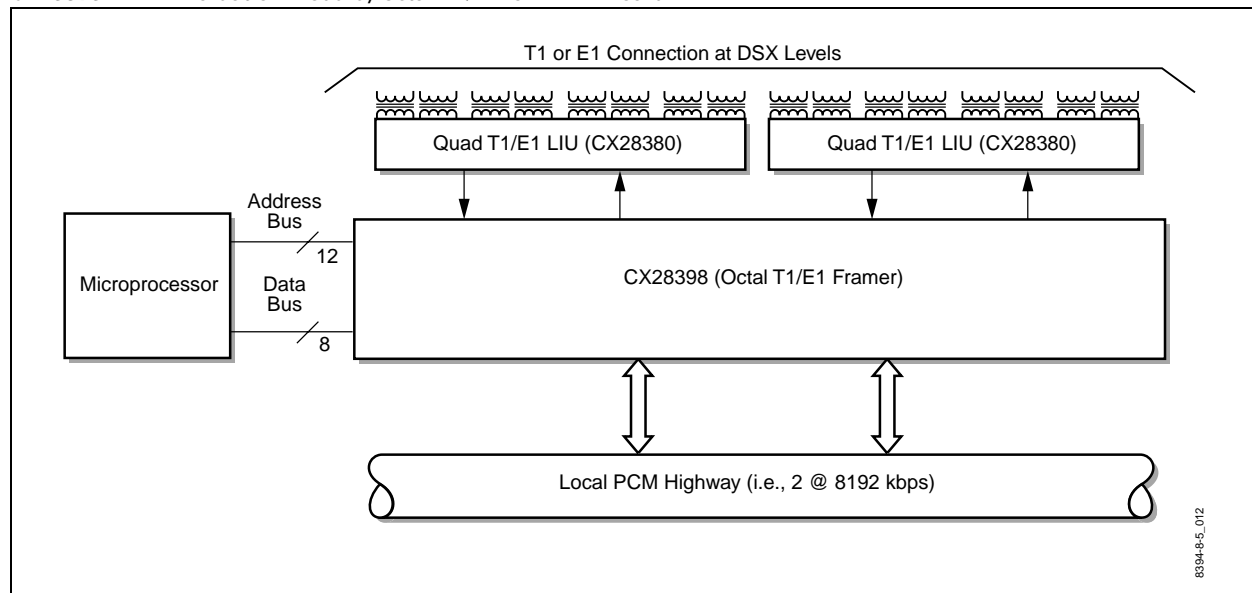 T1 or E1 Connection at DSX Levels
Quad T1/E1 LIU (CX28380)
Quad T1/E1 LIU (CX28380)
Address
Bus
12
Microprocessor
Data
Bus
8
CX28398 (Octal T1/E1 Framer)
Local PCM Highway (i.e., 2 @ 8192 kbps)
8394-8-5_012